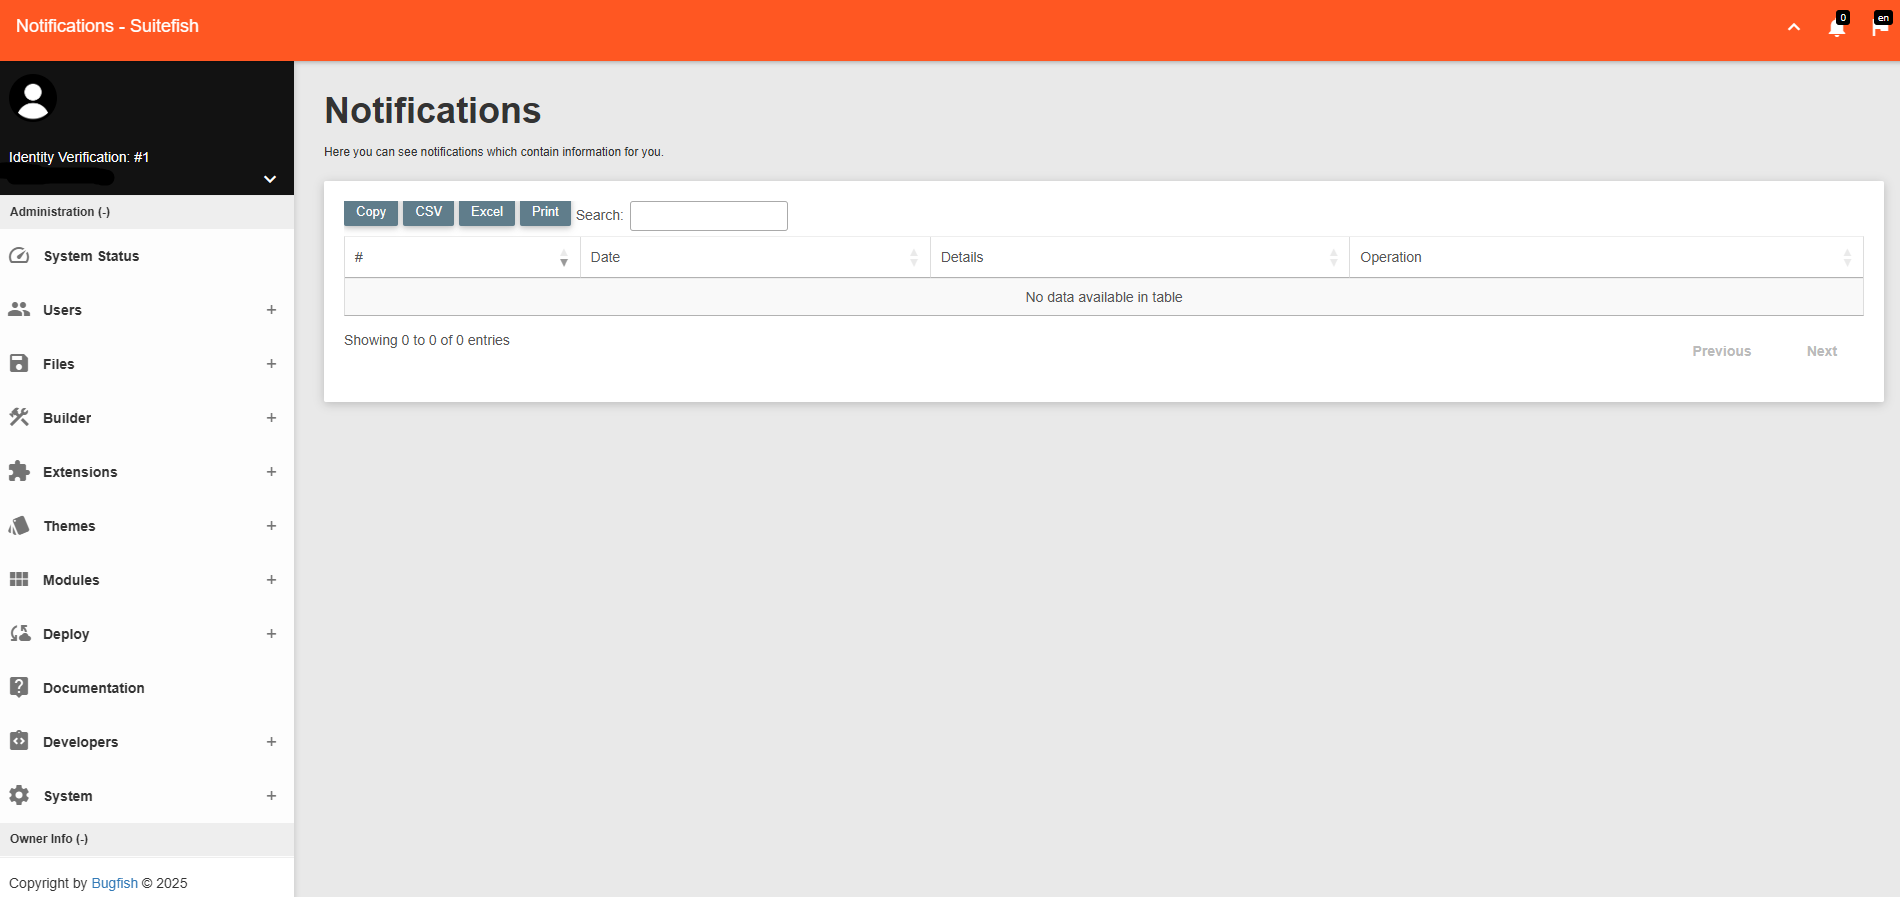 Notifications - Suitefish
0
en
Identity Verification: #1
Administration (-)
System Status
Users +
Files +
Builder +
Extensions +
Themes +
Modules +
Deploy +
Documentation
Developers +
System +
Owner Info (-)
Copyright by Bugfish © 2025
Notifications
Here you can see notifications which contain information for you.
Copy CSV Excel Print Search:
# Date Details Operation
No data available in table
Showing 0 to 0 of 0 entries
Previous Next